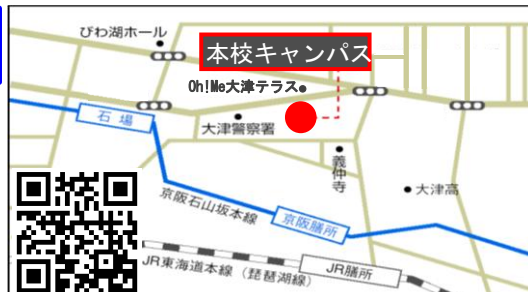 びわ湖ホール
本校キャンパス
Oh!Me大津テラス
石場
大津警察署
義仲寺
大津高
京阪石山坂本線
京阪膳所
JR東海道本線（琵琶湖線）
JR膳所